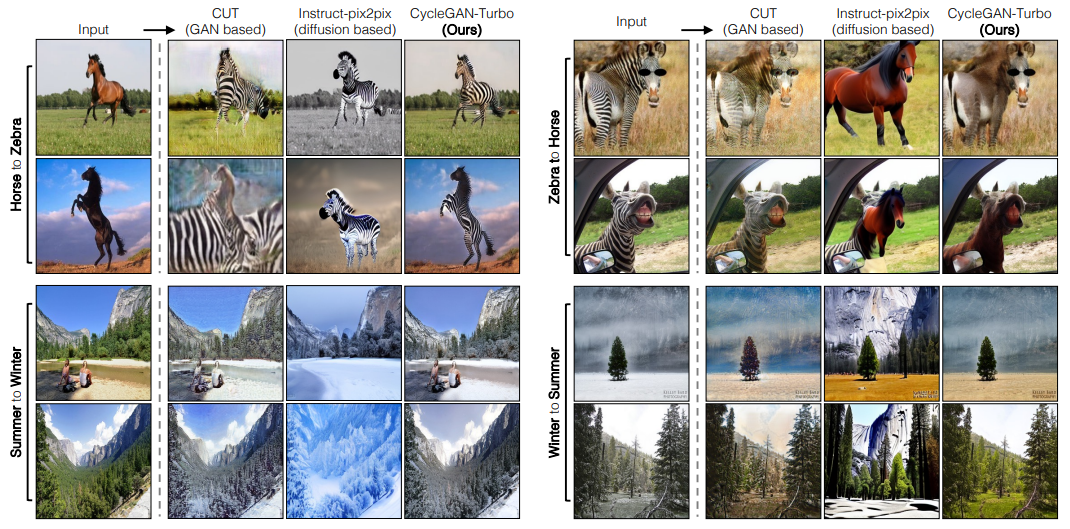 Input
CUT
(GAN based)
Instruct-pix2pix
(diffusion based)
CycleGAN-Turbo
(Ours)
Horse to Zebra
Summer to Winter
Input
CUT
(GAN based)
Instruct-pix2pix
(diffusion based)
CycleGAN-Turbo
(Ours)
Zebra to Horse
Winter to Summer